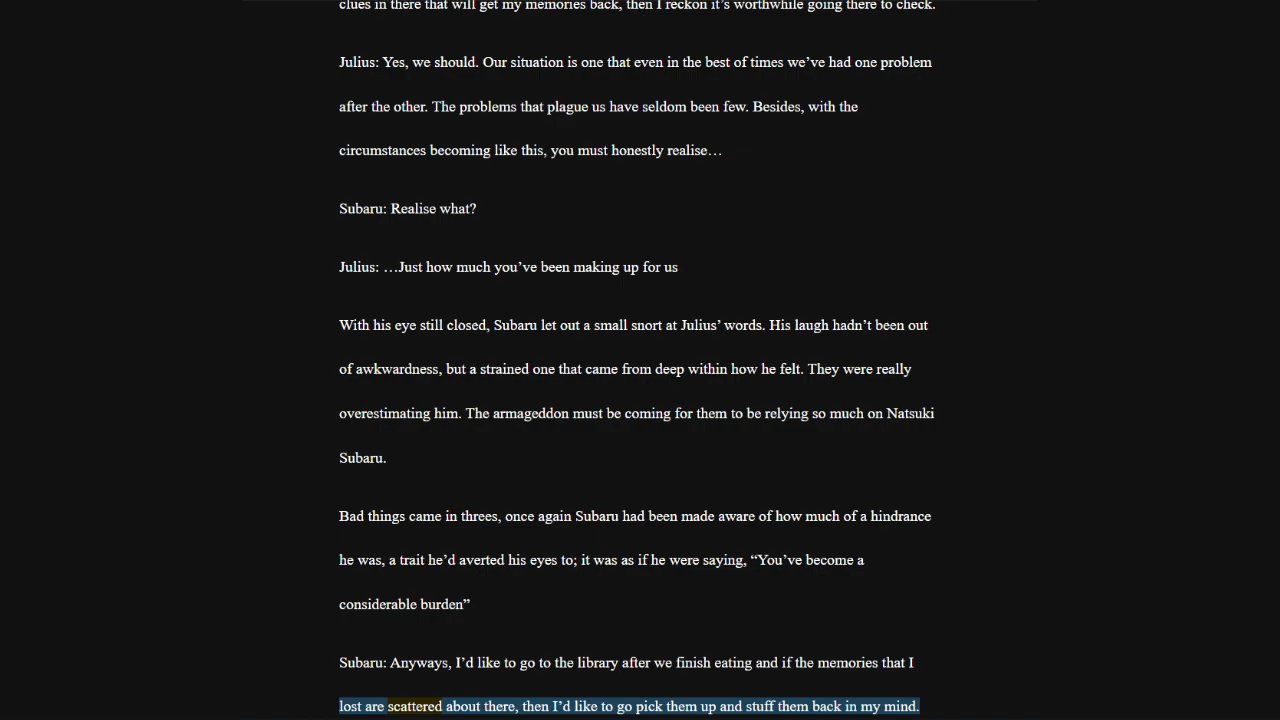 clues in there that will get my memories back, then I reckon it’s worthwhile going there to check.
Julius: Yes, we should. Our situation is one that even in the best of times we’ve had one problem
after the other. The problems that plague us have seldom been few. Besides, with the
circumstances becoming like this, you must honestly realise…
Subaru: Realise what?
Julius: …Just how much you’ve been making up for us
With his eye still closed, Subaru let out a small snort at Julius’ words. His laugh hadn’t been out
of awkwardness, but a strained one that came from deep within how he felt. They were really
overestimating him. The armageddon must be coming for them to be relying so much on Natsuki
Subaru.
Bad things came in threes, once again Subaru had been made aware of how much of a hindrance
he was, a trait he’d averted his eyes to; it was as if he were saying, “You’ve become a
considerable burden”
Subaru: Anyways, I’d like to go to the library after we finish eating and if the memories that I
lost are scattered about there, then I’d like to go pick them up and stuff them back in my mind.